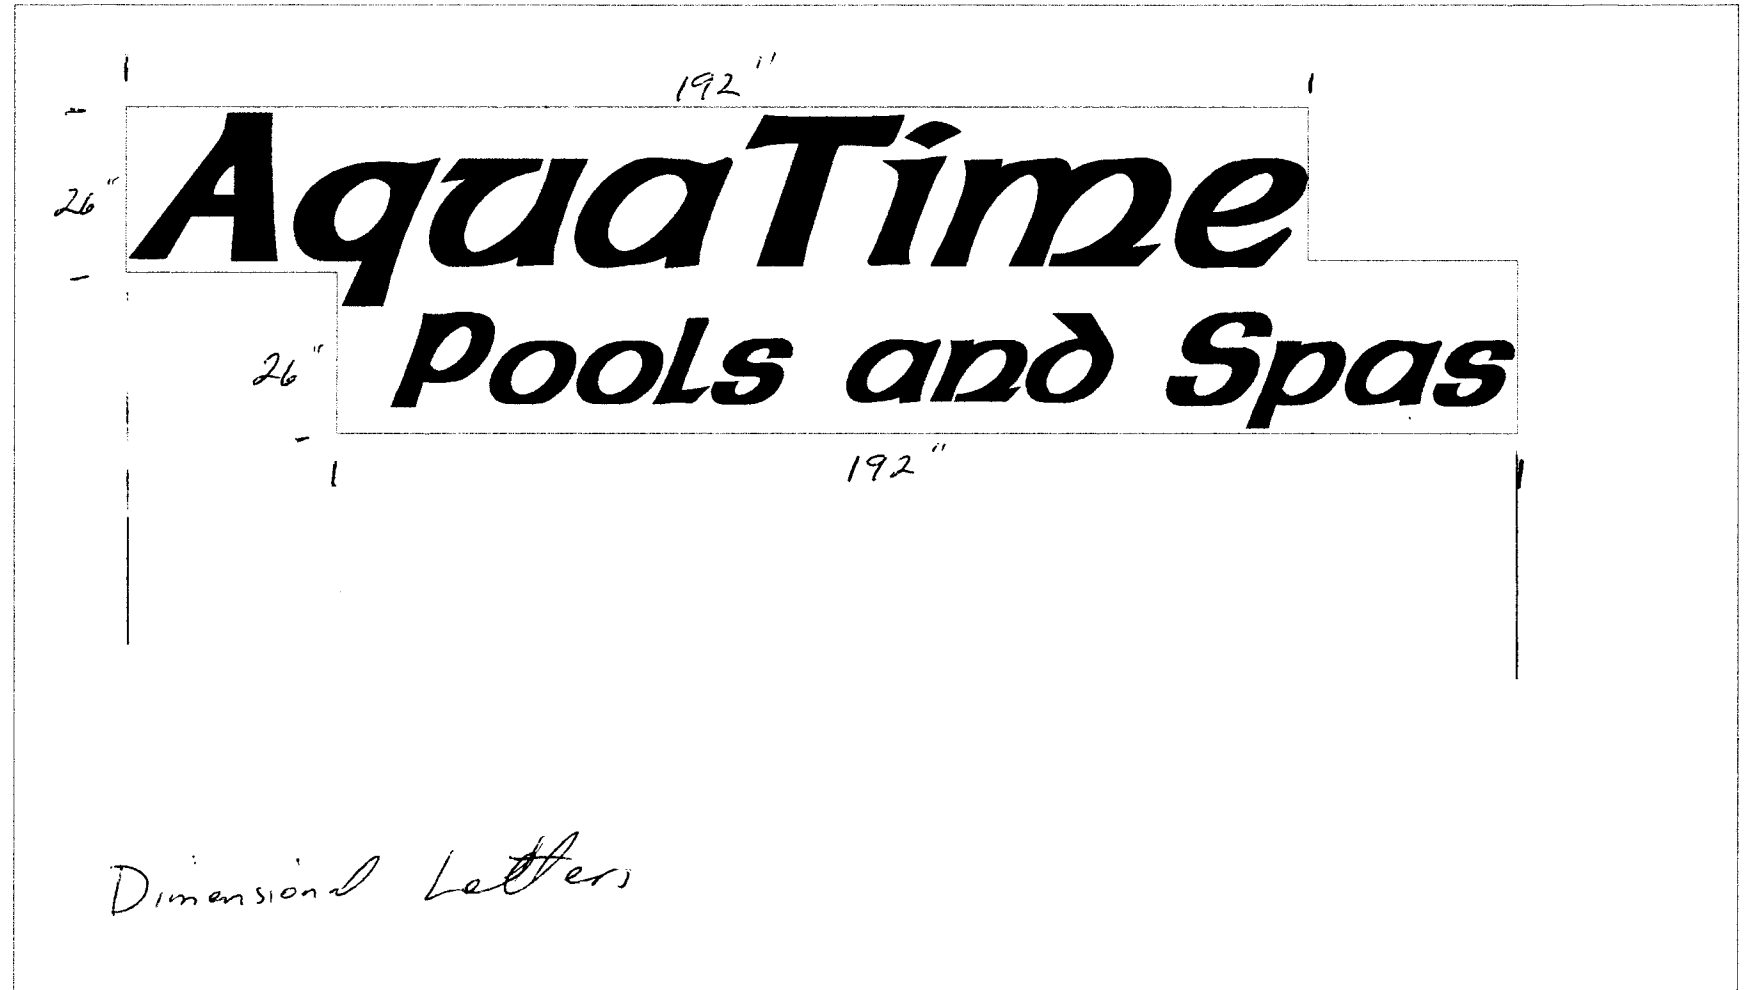 192"
AquaTime
26"
Pools and Spas
26"
192"
Dimensional Letters